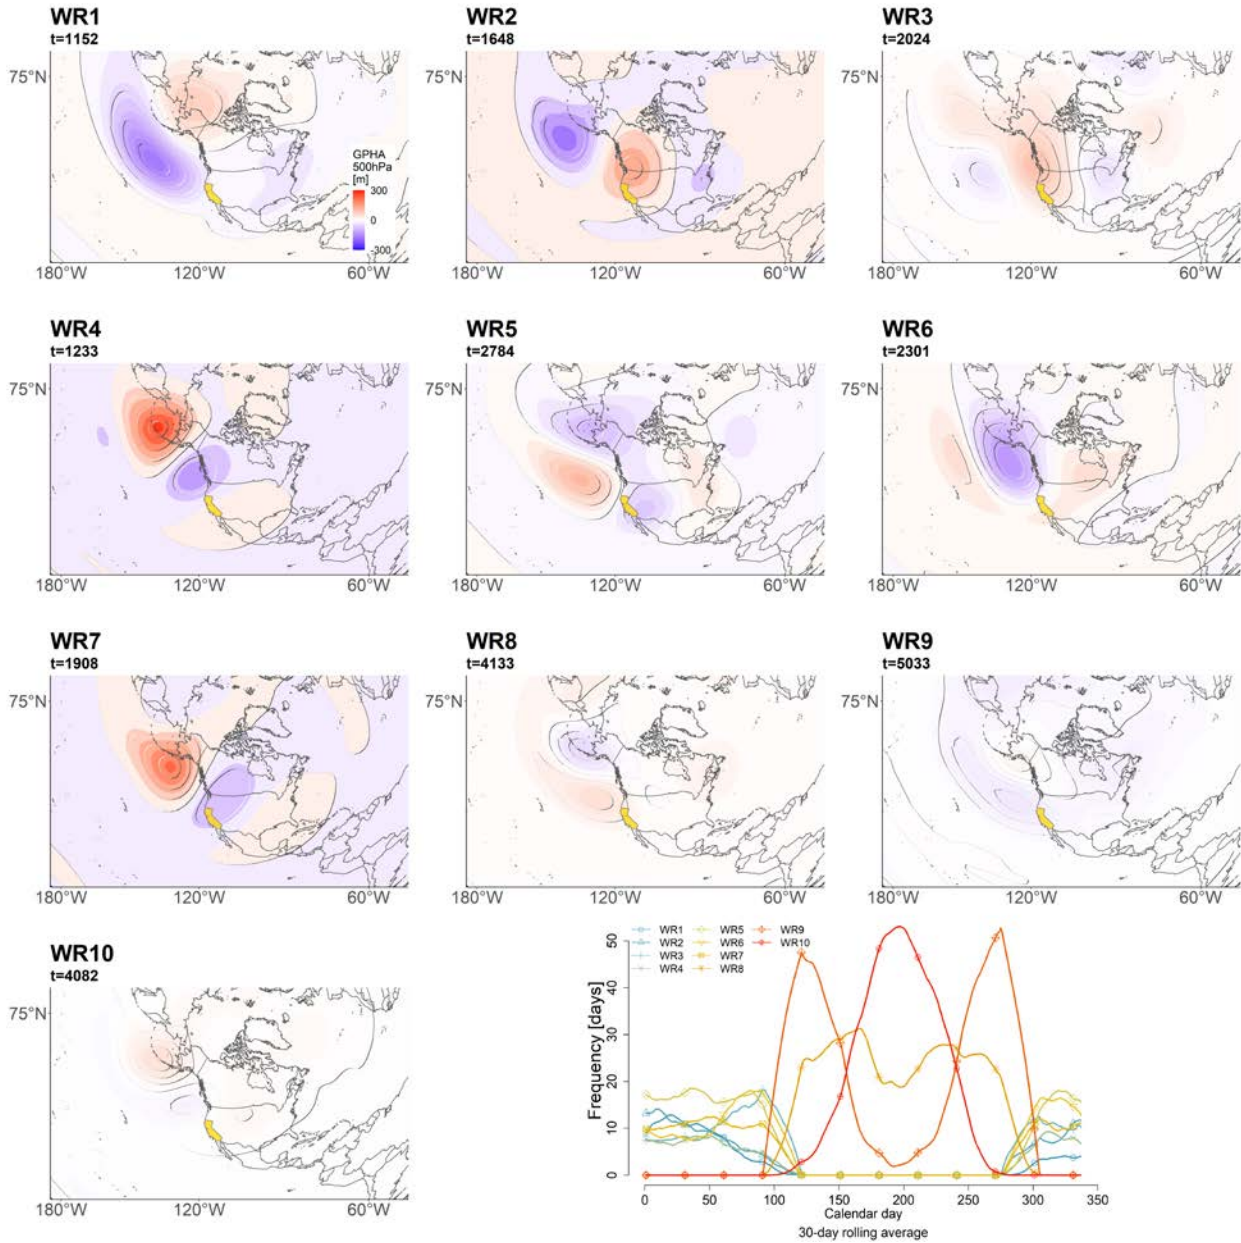 WR1
t=1152
WR2
t=1648
WR3
t=2024
75°N
75°N
75°N
GPHA
500hPa
[m]
300
0
-300
180°W 120°W 60°W
180°W 120°W 60°W
180°W 120°W 60°W
WR4
t=1233
WR5
t=2784
WR6
t=2301
75°N
75°N
75°N
180°W 120°W 60°W
180°W 120°W 60°W
180°W 120°W 60°W
WR7
t=1908
WR8
t=4133
WR9
t=5033
75°N
75°N
75°N
180°W 120°W 60°W
180°W 120°W 60°W
180°W 120°W 60°W
WR10
t=4082
75°N
180°W 120°W 60°W
WR1 WR5 WR9
WR2 WR6 WR10
WR3 WR7
WR4 WR8
Frequency [days]
50
40
30
20
10
0
0 50 100 150 200 250 300 350
Calendar day
30-day rolling average